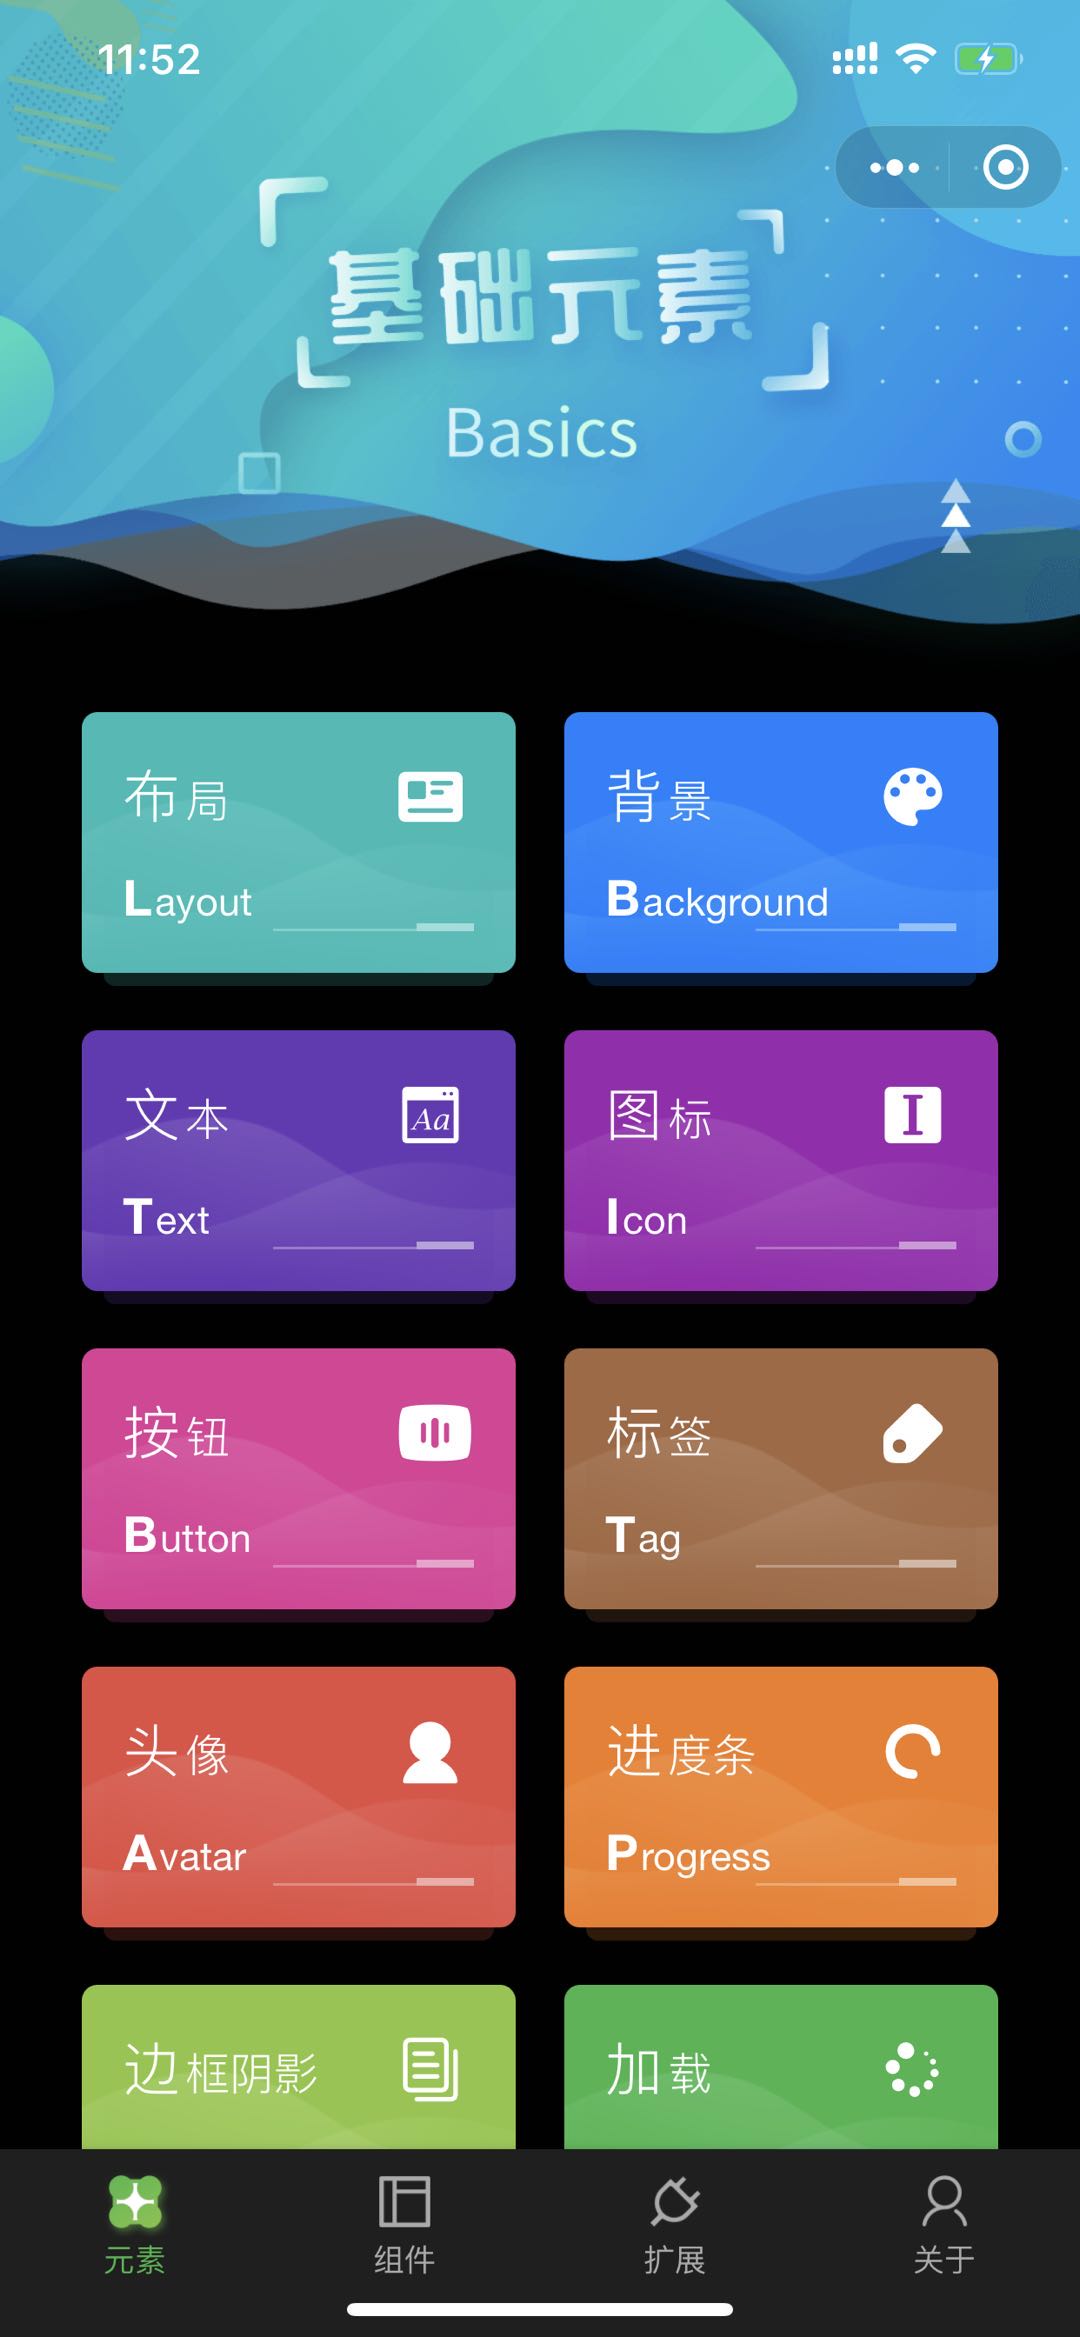 11:52
基础元素
Basics
布局
Layout
背景
Background
文本
Aa
Text
图标
Icon
按钮
Button
标签
Tag
头像
Avatar
进度条
Progress
边框阴影
加载
元素
组件
扩展
关于